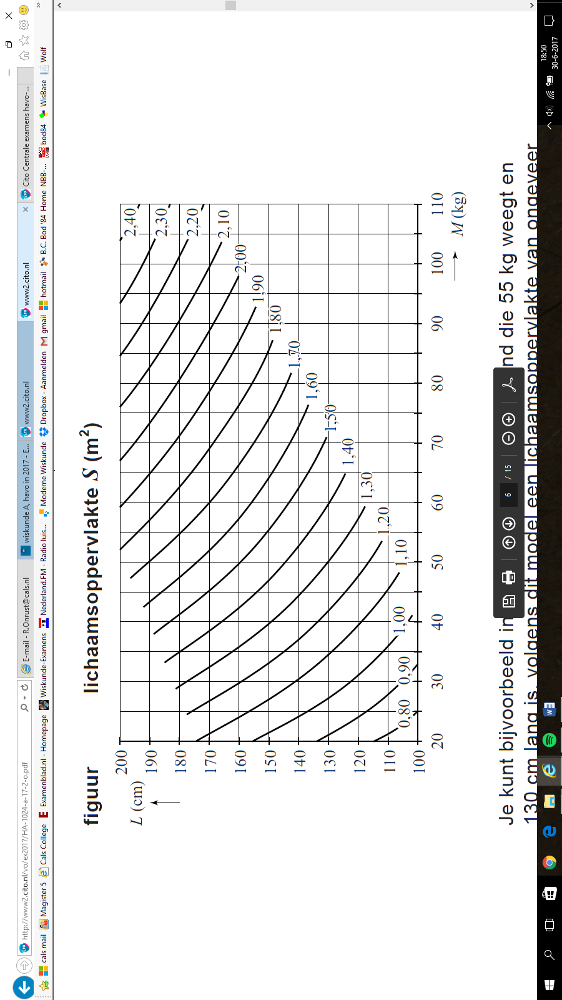 http://www2.cito.nl/vo/ex2017/HA-1024-a-17-2-o.pdf
E-mail - R.Onrust@cals.nl
wiskunde A, havo in 2017 - E...
www2.cito.nl
www2.cito.nl
Cito Centrale examens havo-...
cals mail
Magister 5
Cals College
Examenblad.nl - Homepage
Wiskunde-Examens
Nederland.FM - Radio luis...
Moderne Wiskunde
Dropbox - Aanmelden
gmail
hotmail
B.C. Bod '84 Home
NBB-...
bod84
WisBase
Wolf
figuur
lichaamsoppervlakte S (m²)
L (cm)
200
190
180
170
160
150
140
130
120
110
100
0,80
0,90
1,00
1,10
1,20
1,30
1,40
1,50
1,60
1,70
1,80
1,90
2,00
2,10
2,20
2,30
2,40
20 30 40 50 60 70 80 90 100 110
M (kg)
Je kunt bijvoorbeeld in nd die 55 kg weegt en
130 cm lang is, volgens dit model een lichaamsoppervlakte van ongeveer
6 / 15
18:50
30-6-2017